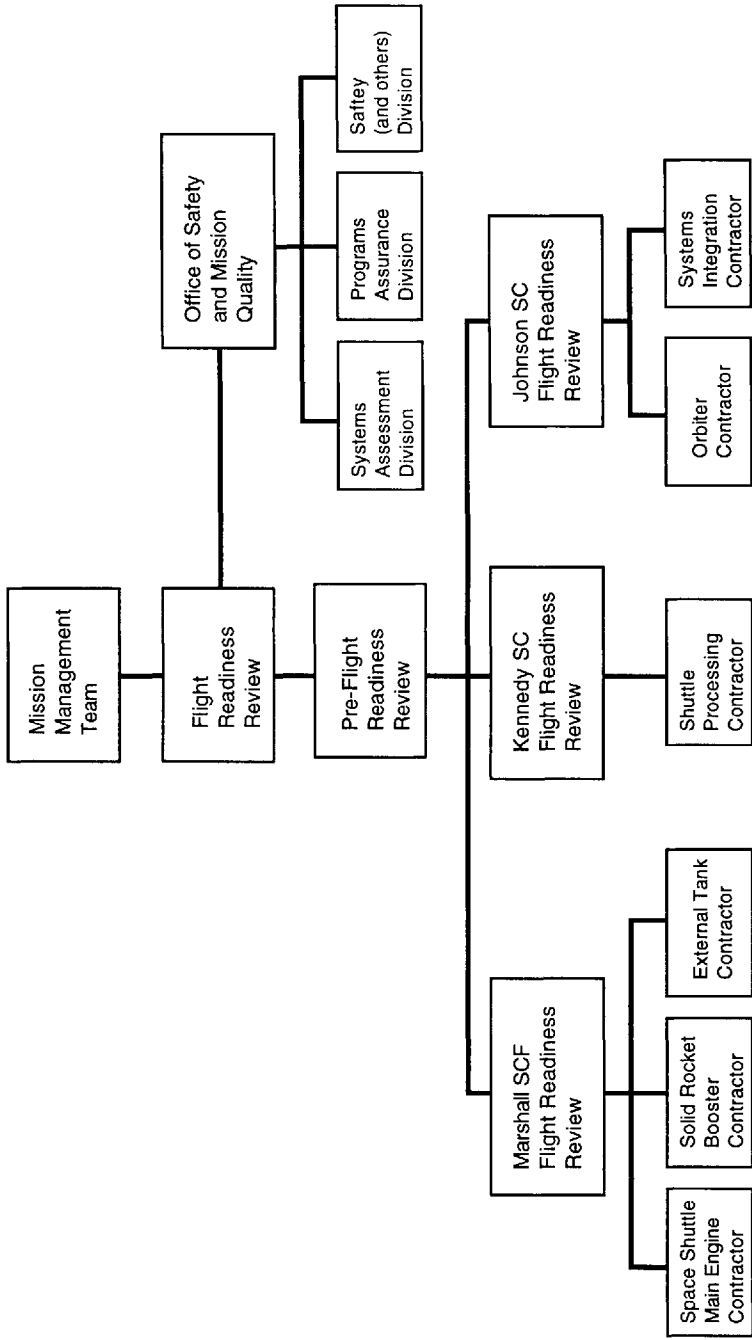 Mission
Management
Team
Flight
Readiness
Review
Office of Safety
and Mission
Quality
Pre-Flight
Readiness
Review
Systems
Assessment
Division
Programs
Assurance
Division
Saftey
(and others)
Division
Marshall SCF
Flight Readiness
Review
Kennedy SC
Flight Readiness
Review
Johnson SC
Flight Readiness
Review
Space Shuttle
Main Engine
Contractor
Solid Rocket
Booster
Contractor
External Tank
Contractor
Shuttle
Processing
Contractor
Orbiter
Contractor
Systems
Integration
Contractor